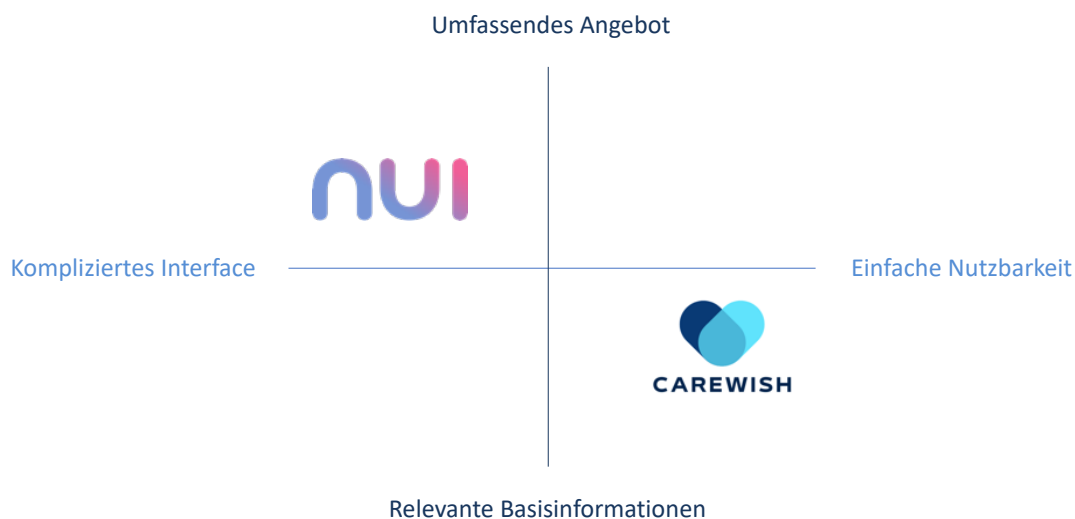 Umfassendes Angebot
nui
Kompliziertes Interface
Einfache Nutzbarkeit
CAREWISH
Relevante Basisinformationen